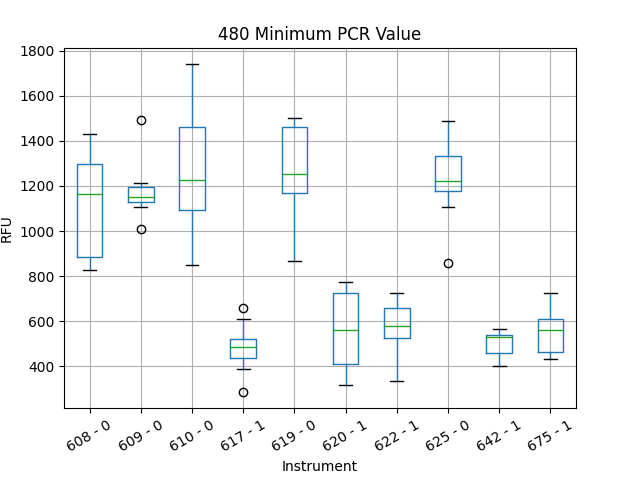 480 Minimum PCR Value
1800
1600
1400
1200
1000
800
600
400
RFU
608 - 0
609 - 0
610 - 0
617 - 1
619 - 0
620 - 1
622 - 1
625 - 0
642 - 1
675 - 1
Instrument